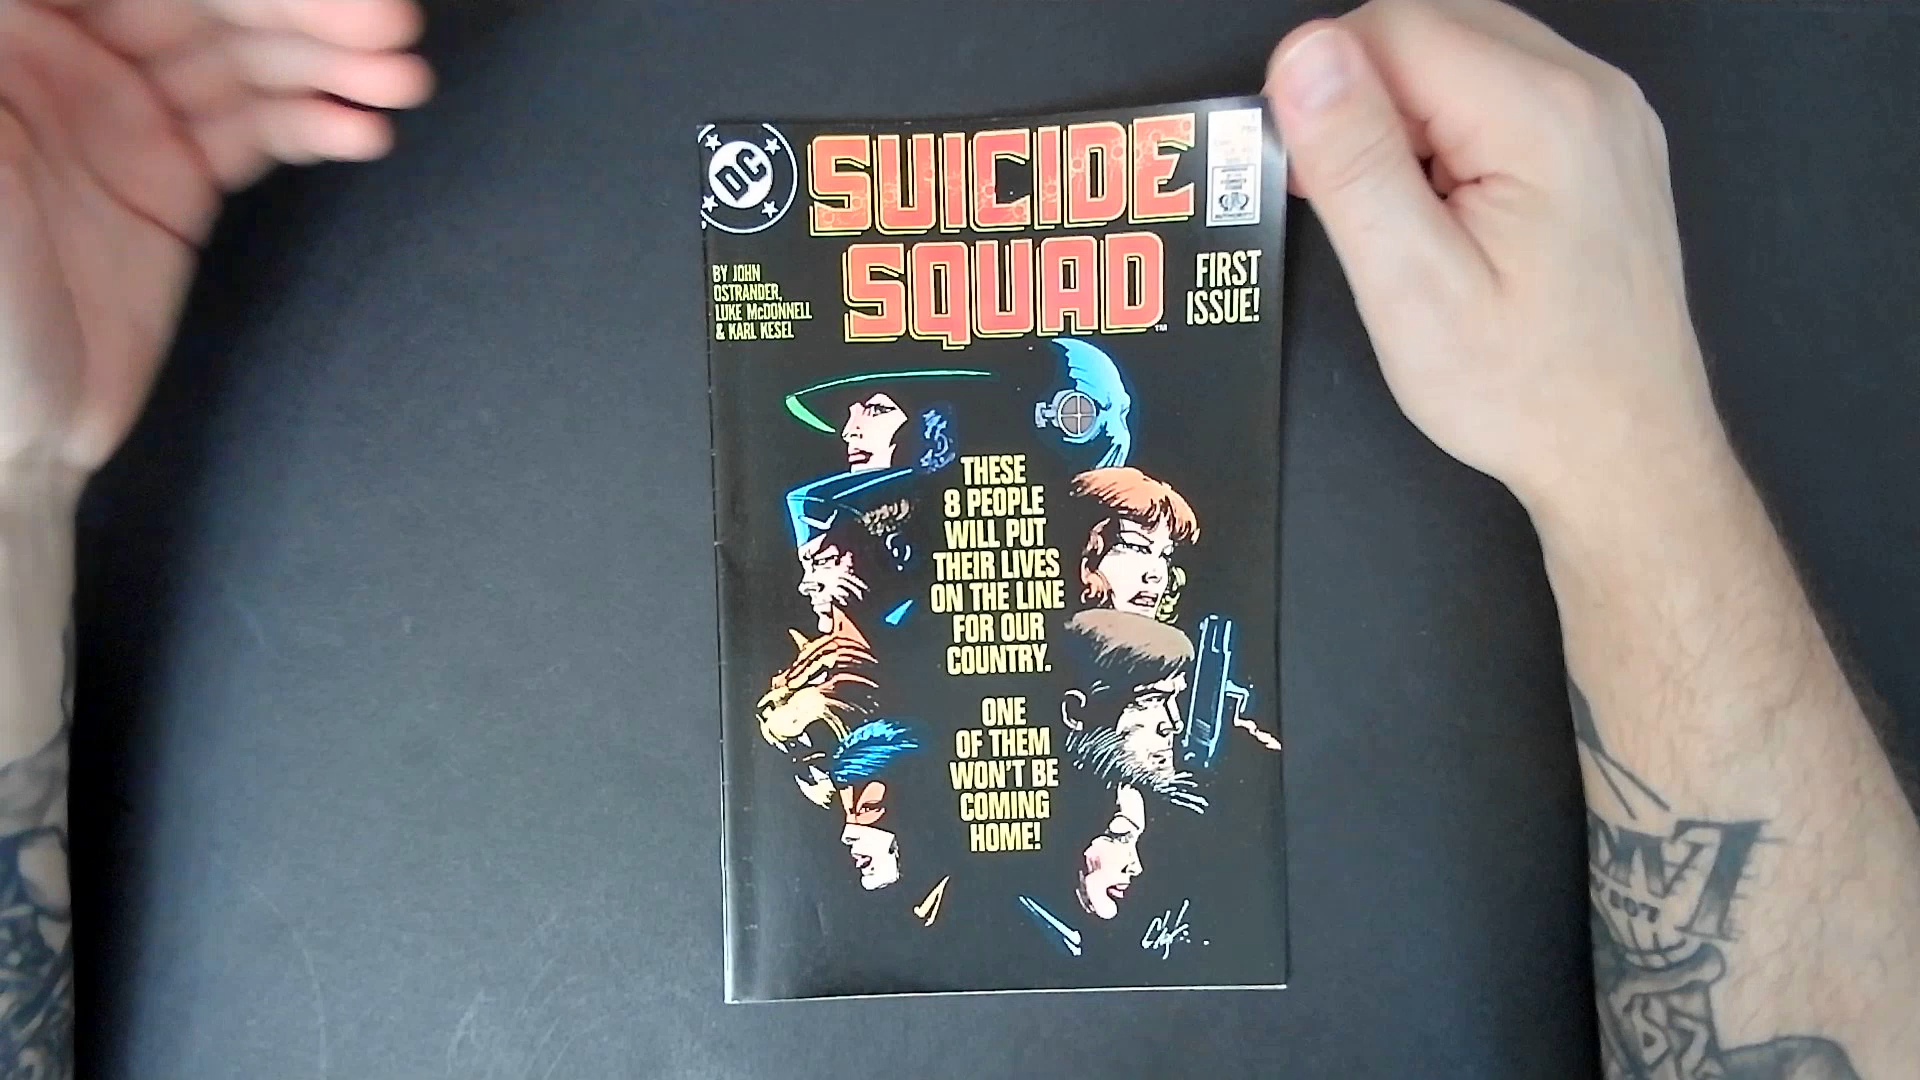 DC
SUICIDE
SQUAD
TM
BY JOHN
OSTRANDER,
LUKE McDONNELL
& KARL KESEL
FIRST
ISSUE!
THESE
8 PEOPLE
WILL PUT
THEIR LIVES
ON THE LINE
FOR OUR
COUNTRY.
ONE
OF THEM
WON'T BE
COMING
HOME!